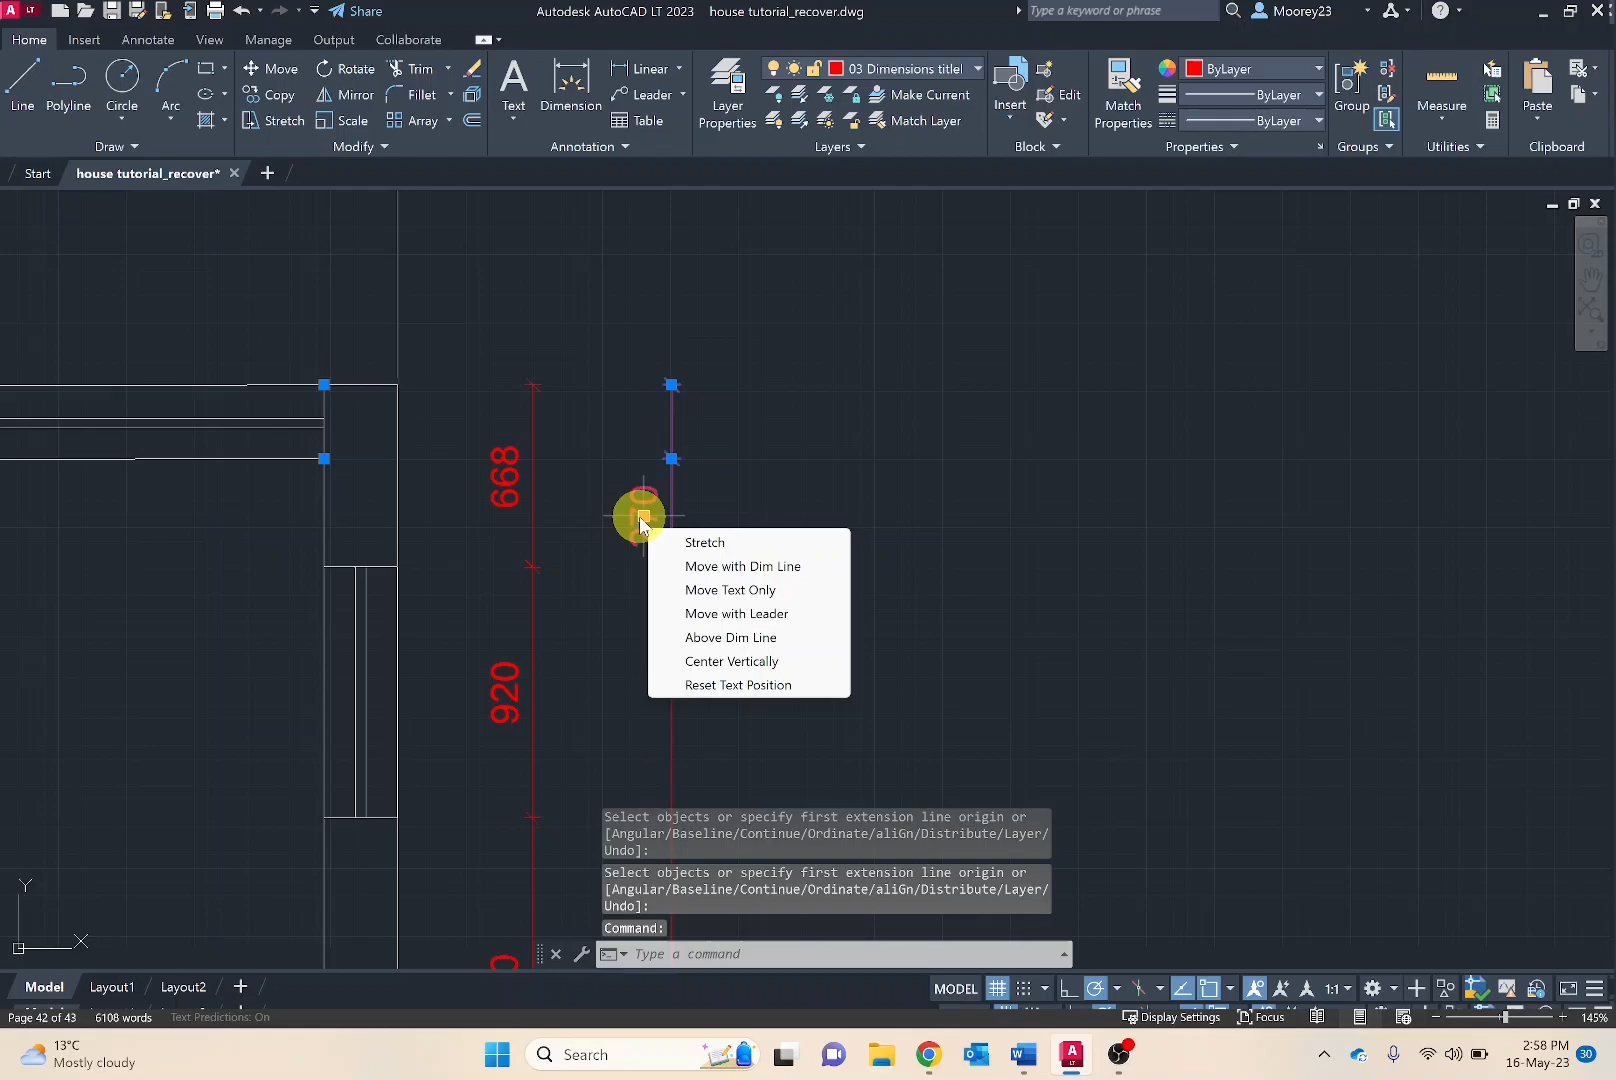 A LT Share Autodesk AutoCAD LT 2023 house tutorial_recover.dwg Type a keyword or phrase Moorey23 ?
Home Insert Annotate View Manage Output Collaborate
Line Polyline Circle Arc
Move Rotate Trim
Copy Mirror Fillet
Stretch Scale Array
Text Dimension
Linear
Leader
Table
Layer Properties
03 Dimensions titlel
Make Current
Match Layer
Insert
Edit
Match Properties
ByLayer
ByLayer
ByLayer
Group
Measure
Paste
Draw Modify Annotation Layers Block Properties Groups Utilities Clipboard
Start house tutorial_recover*
668
920
Stretch
Move with Dim Line
Move Text Only
Move with Leader
Above Dim Line
Center Vertically
Reset Text Position
Select objects or specify first extension line origin or
[Angular/Baseline/Continue/Ordinate/aliGn/Distribute/Layer/
Undo]:
Select objects or specify first extension line origin or
[Angular/Baseline/Continue/Ordinate/aliGn/Distribute/Layer/
Undo]:
Command:
Type a command
Y
X
Model Layout1 Layout2 MODEL 1:1
Page 42 of 43 6108 words Text Predictions: On Display Settings Focus 145%
13°C
Mostly cloudy
Search
2:58 PM
16-May-23
30